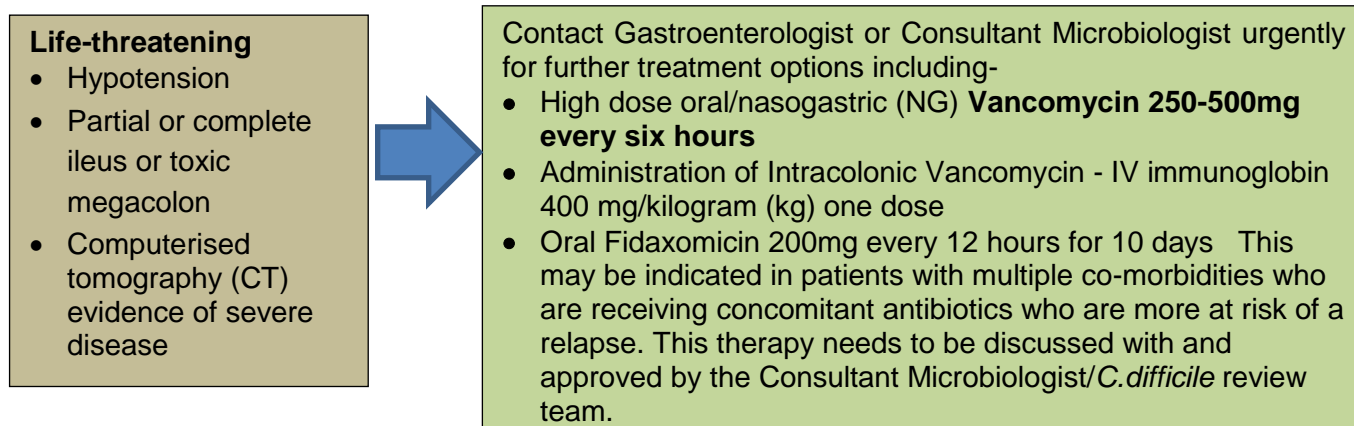 Life-threatening
• Hypotension
• Partial or complete
ileus or toxic
megacolon
• Computerised
tomography (CT)
evidence of severe
disease
Contact Gastroenterologist or Consultant Microbiologist urgently
for further treatment options including-
• High dose oral/nasogastric (NG) Vancomycin 250-500mg
every six hours
• Administration of Intracolonic Vancomycin - IV immunoglobin
400 mg/kilogram (kg) one dose
• Oral Fidaxomicin 200mg every 12 hours for 10 days This
may be indicated in patients with multiple co-morbidities who
are receiving concomitant antibiotics who are more at risk of a
relapse. This therapy needs to be discussed with and
approved by the Consultant Microbiologist/C.difficile review
team.